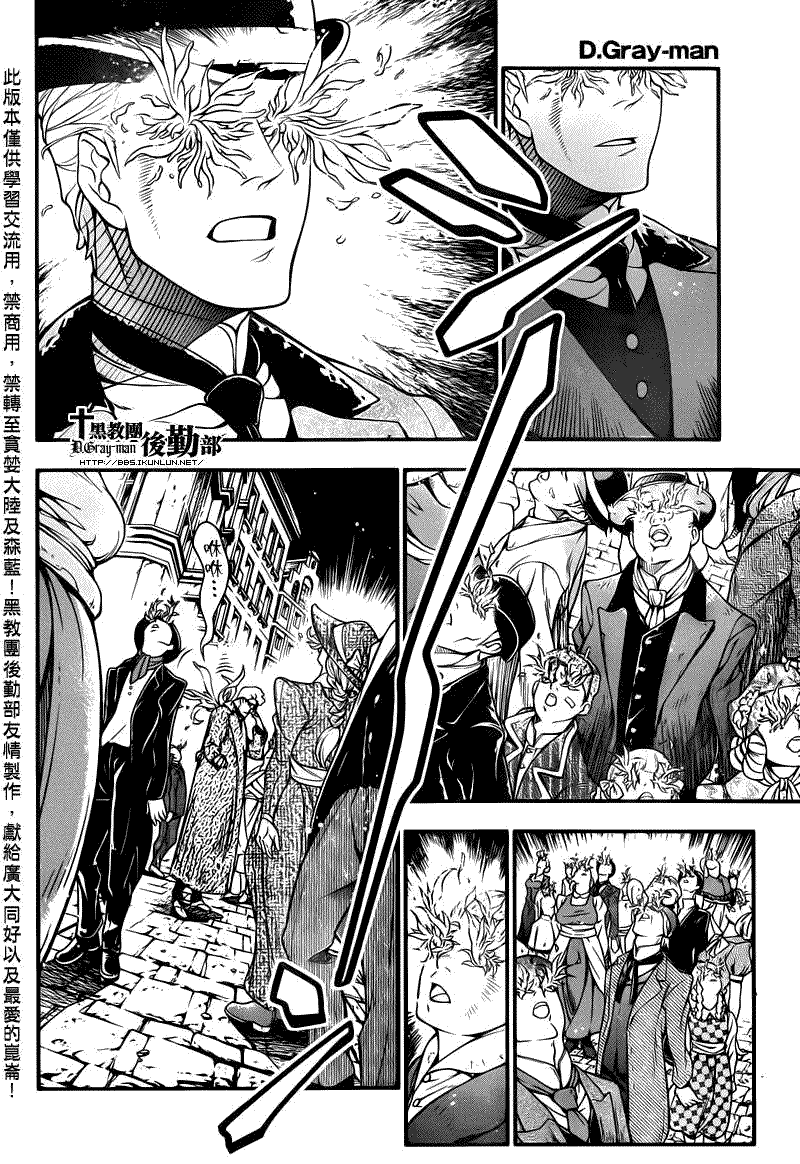 D.Gray-man
此版本僅供學習交流用，禁商用，禁轉至貪婪大陸及森藍！黑教團後勤部友情製作，獻給廣大同好以及最愛的崑崙！
黑教團
D.Gray-man
後勤部
HTTP://BBS.IKUNLUN.NET/
咻
咻…